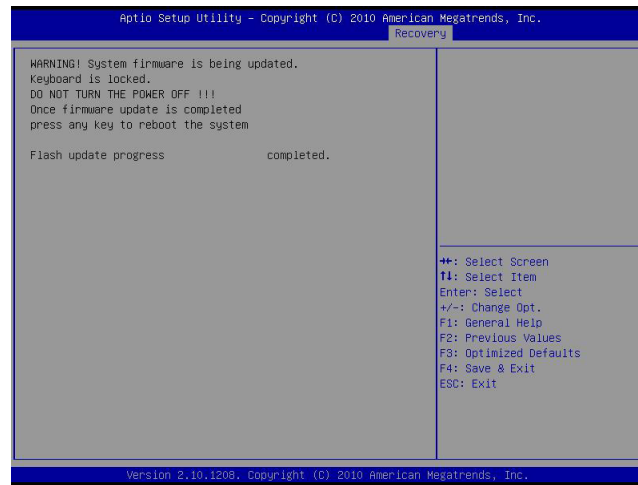 Aptio Setup Utility – Copyright (C) 2010 American Megatrends, Inc.
Recovery
WARNING! System firmware is being updated.
Keyboard is locked.
DO NOT TURN THE POWER OFF !!!
Once firmware update is completed
press any key to reboot the system
Flash update progress completed.
→←: Select Screen
↑↓: Select Item
Enter: Select
+/-: Change Opt.
F1: General Help
F2: Previous Values
F3: Optimized Defaults
F4: Save & Exit
ESC: Exit
Version 2.10.1208. Copyright (C) 2010 American Megatrends, Inc.